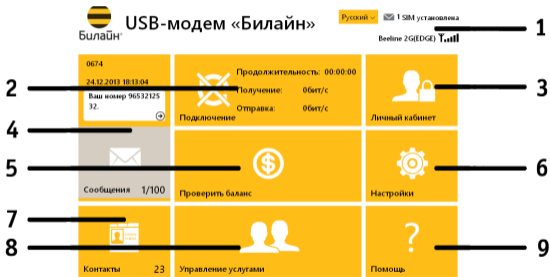 Билайн
USB-модем «Билайн»
Русский
1 SIM установлена
Beeline 2G(EDGE)
1
0674
24.12.2013 18:13:04
Ваш номер 96532125
32.
2
Продолжительность: 00:00:00
Получение: 0бит/с
Отправка: 0бит/с
Подключение
3
Личный кабинет
4
Сообщения 1/100
5
Проверить баланс
6
Настройки
7
Контакты 23
8
Управление услугами
9
Помощь